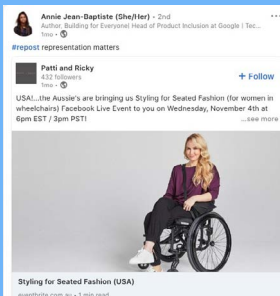 Annie Jean-Baptiste (She/Her) • 2nd
Author, Building for Everyone| Head of Product Inclusion at Google | Tec...
1mo •
#repost representation matters
Patti and Ricky
432 followers
1mo •
+ Follow
USA!...the Aussie's are bringing us Styling for Seated Fashion (for women in
wheelchairs) Facebook Live Event to you on Wednesday, November 4th at
6pm EST / 3pm PST!
...see more
Styling for Seated Fashion (USA)
eventbrite.com.au • 1 min read